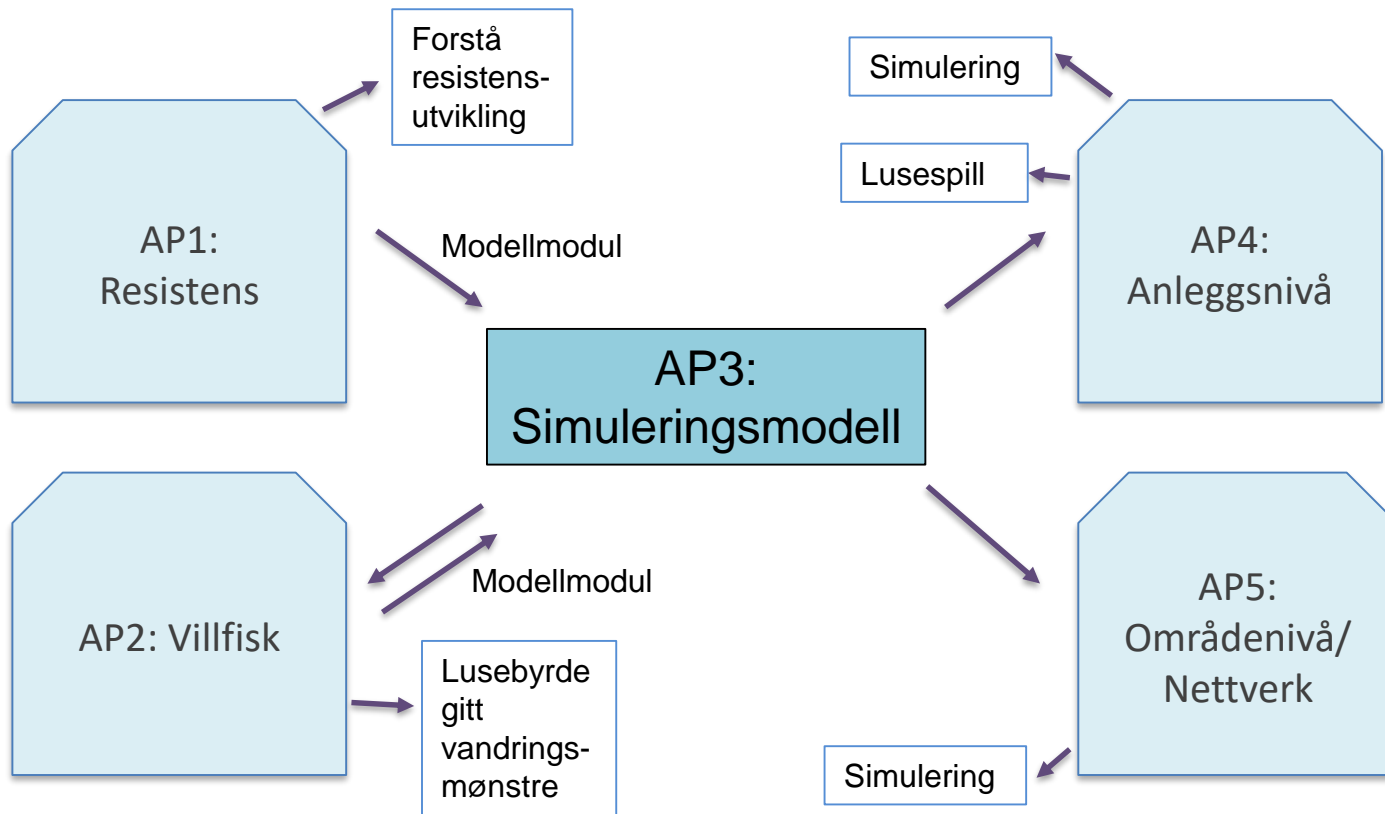 Forstå
resistens-
utvikling
Simulering
Lusespill
AP1:
Resistens
Modellmodul
AP4:
Anleggsnivå
AP3:
Simuleringsmodell
AP2: Villfisk
Modellmodul
Lusebyrde
gitt
vandrings-
mønstre
AP5:
Områdenivå/
Nettverk
Simulering